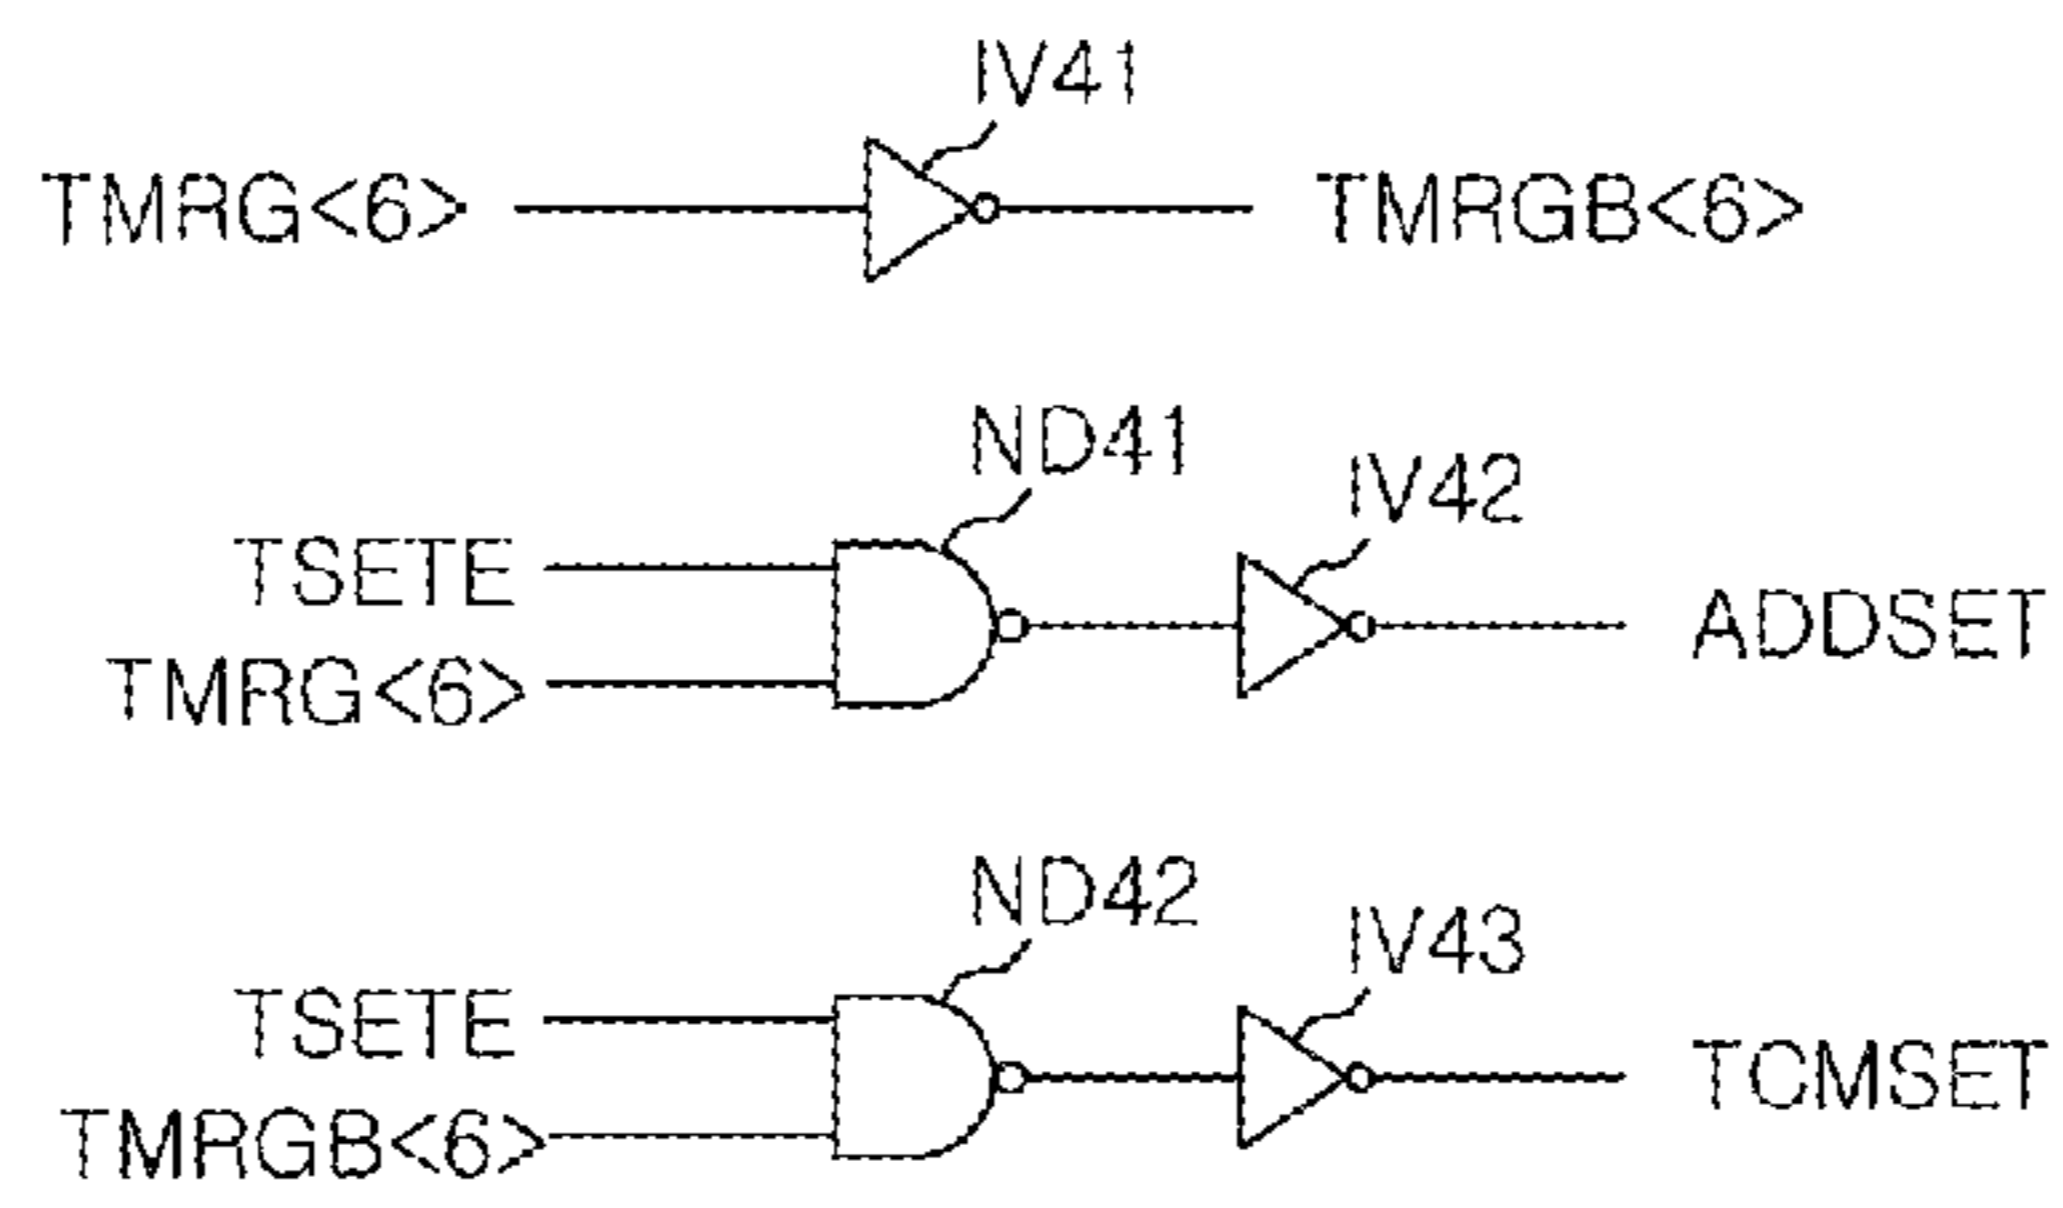 IV41
TMRG<6>
TMRGB<6>
ND41
IV42
TSETE
TMRG<6>
ADDSET
ND42
IV43
TSETE
TMRGB<6>
TCMSET